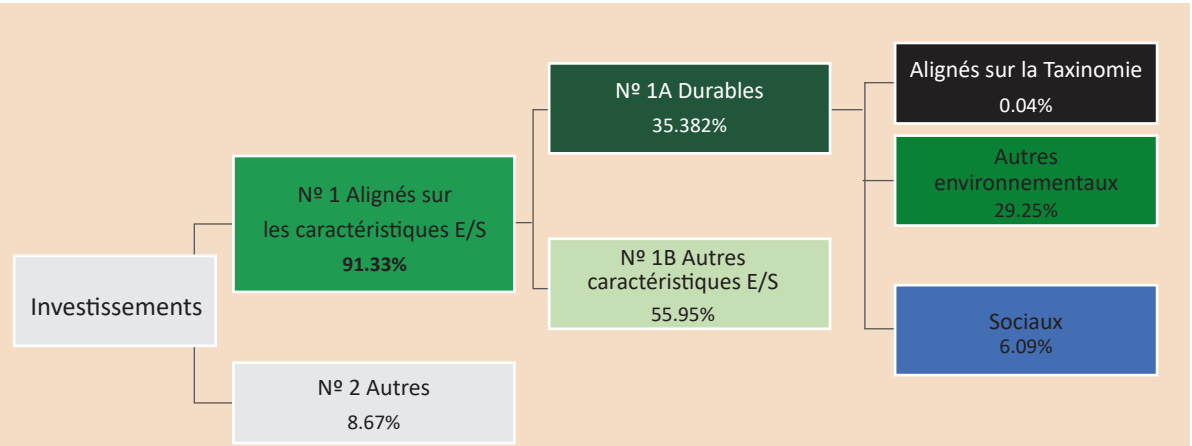 Investissements
Nº 1 Alignés sur
les caractéristiques E/S
91.33%
Nº 2 Autres
8.67%
Nº 1A Durables
35.382%
Nº 1B Autres
caractéristiques E/S
55.95%
Alignés sur la Taxinomie
0.04%
Autres
environnementaux
29.25%
Sociaux
6.09%